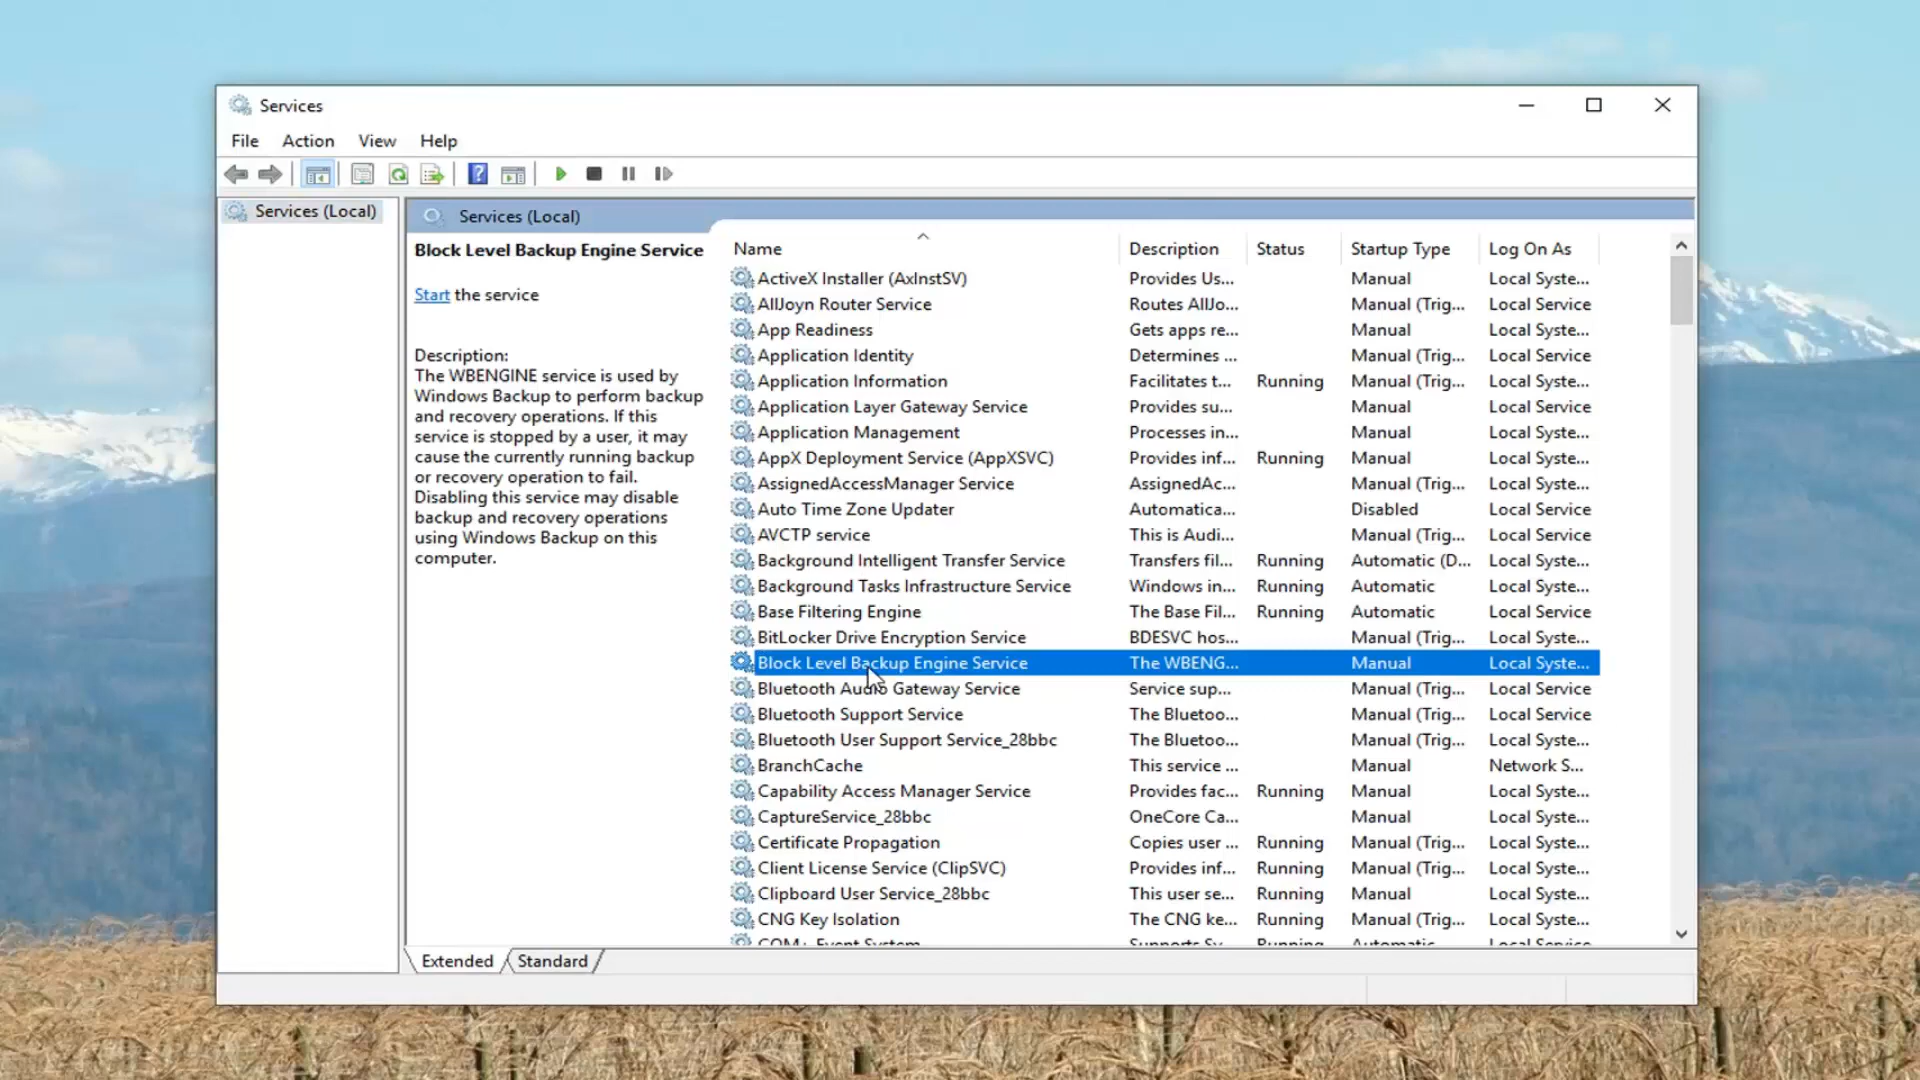 Services
File Action View Help
Services (Local)
Services (Local)
Block Level Backup Engine Service
Start the service
Description:
The WBENGINE service is used by
Windows Backup to perform backup
and recovery operations. If this
service is stopped by a user, it may
cause the currently running backup
or recovery operation to fail.
Disabling this service may disable
backup and recovery operations
using Windows Backup on this
computer.
Name Description Status Startup Type Log On As
ActiveX Installer (AxInstSV) Provides Us... Manual Local Syste...
AllJoyn Router Service Routes AllJo... Manual (Trig... Local Service
App Readiness Gets apps re... Manual Local Syste...
Application Identity Determines ... Manual (Trig... Local Service
Application Information Facilitates t... Running Manual (Trig... Local Syste...
Application Layer Gateway Service Provides su... Manual Local Service
Application Management Processes in... Manual Local Syste...
AppX Deployment Service (AppXSVC) Provides inf... Running Manual Local Syste...
AssignedAccessManager Service AssignedAc... Manual (Trig... Local Syste...
Auto Time Zone Updater Automatica... Disabled Local Service
AVCTP service This is Audi... Manual (Trig... Local Service
Background Intelligent Transfer Service Transfers fil... Running Automatic (D... Local Syste...
Background Tasks Infrastructure Service Windows in... Running Automatic Local Syste...
Base Filtering Engine The Base Fil... Running Automatic Local Service
BitLocker Drive Encryption Service BDESVC hos... Manual (Trig... Local Syste...
Block Level Backup Engine Service The WBENG... Manual Local Syste...
Bluetooth Audio Gateway Service Service sup... Manual (Trig... Local Service
Bluetooth Support Service The Bluetoo... Manual (Trig... Local Service
Bluetooth User Support Service_28bbc The Bluetoo... Manual (Trig... Local Syste...
BranchCache This service ... Manual Network S...
Capability Access Manager Service Provides fac... Running Manual Local Syste...
CaptureService_28bbc OneCore Ca... Manual Local Syste...
Certificate Propagation Copies user ... Running Manual (Trig... Local Syste...
Client License Service (ClipSVC) Provides inf... Running Manual (Trig... Local Syste...
Clipboard User Service_28bbc This user se... Running Manual Local Syste...
CNG Key Isolation The CNG ke... Running Manual (Trig... Local Syste...
COM+ Event System Supports Sy... Running Automatic Local Service
Extended Standard